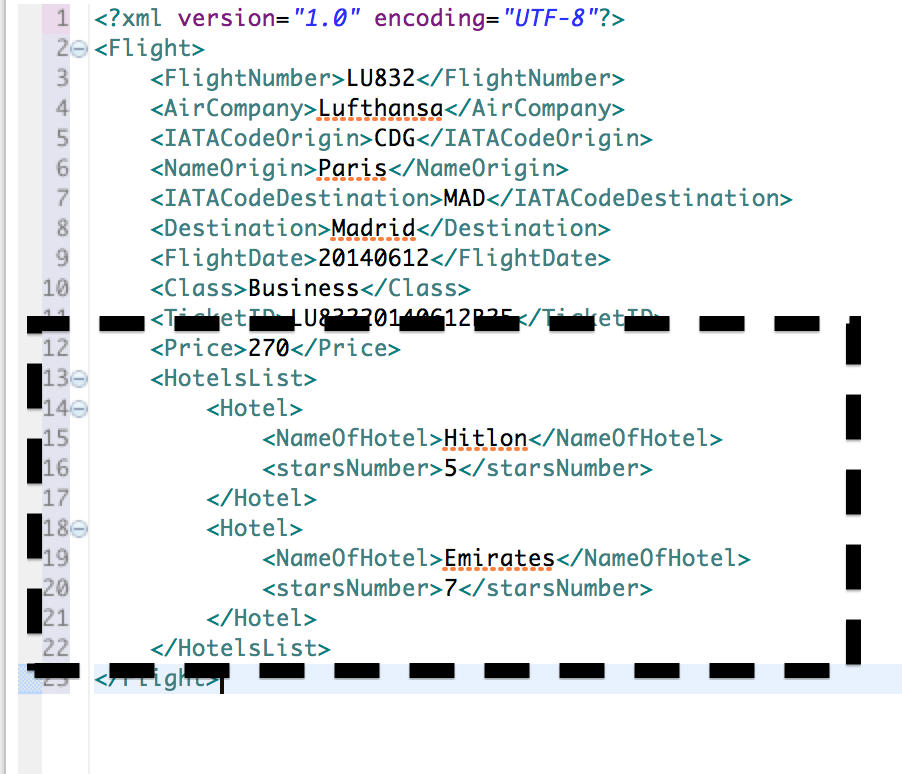 1 <?xml version="1.0" encoding="UTF-8"?>
2 <Flight>
3 <FlightNumber>LU832</FlightNumber>
4 <AirCompany>Lufthansa</AirCompany>
5 <IATACodeOrigin>CDG</IATACodeOrigin>
6 <NameOrigin>Paris</NameOrigin>
7 <IATACodeDestination>MAD</IATACodeDestination>
8 <Destination>Madrid</Destination>
9 <FlightDate>20140612</FlightDate>
10 <Class>Business</Class>
11 <TicketID></TicketID>
12 <Price>270</Price>
13 <HotelsList>
14 <Hotel>
15 <NameOfHotel>Hitlon</NameOfHotel>
16 <starsNumber>5</starsNumber>
17 </Hotel>
18 <Hotel>
19 <NameOfHotel>Emirates</NameOfHotel>
20 <starsNumber>7</starsNumber>
21 </Hotel>
22 </HotelsList>
23 </Flight>